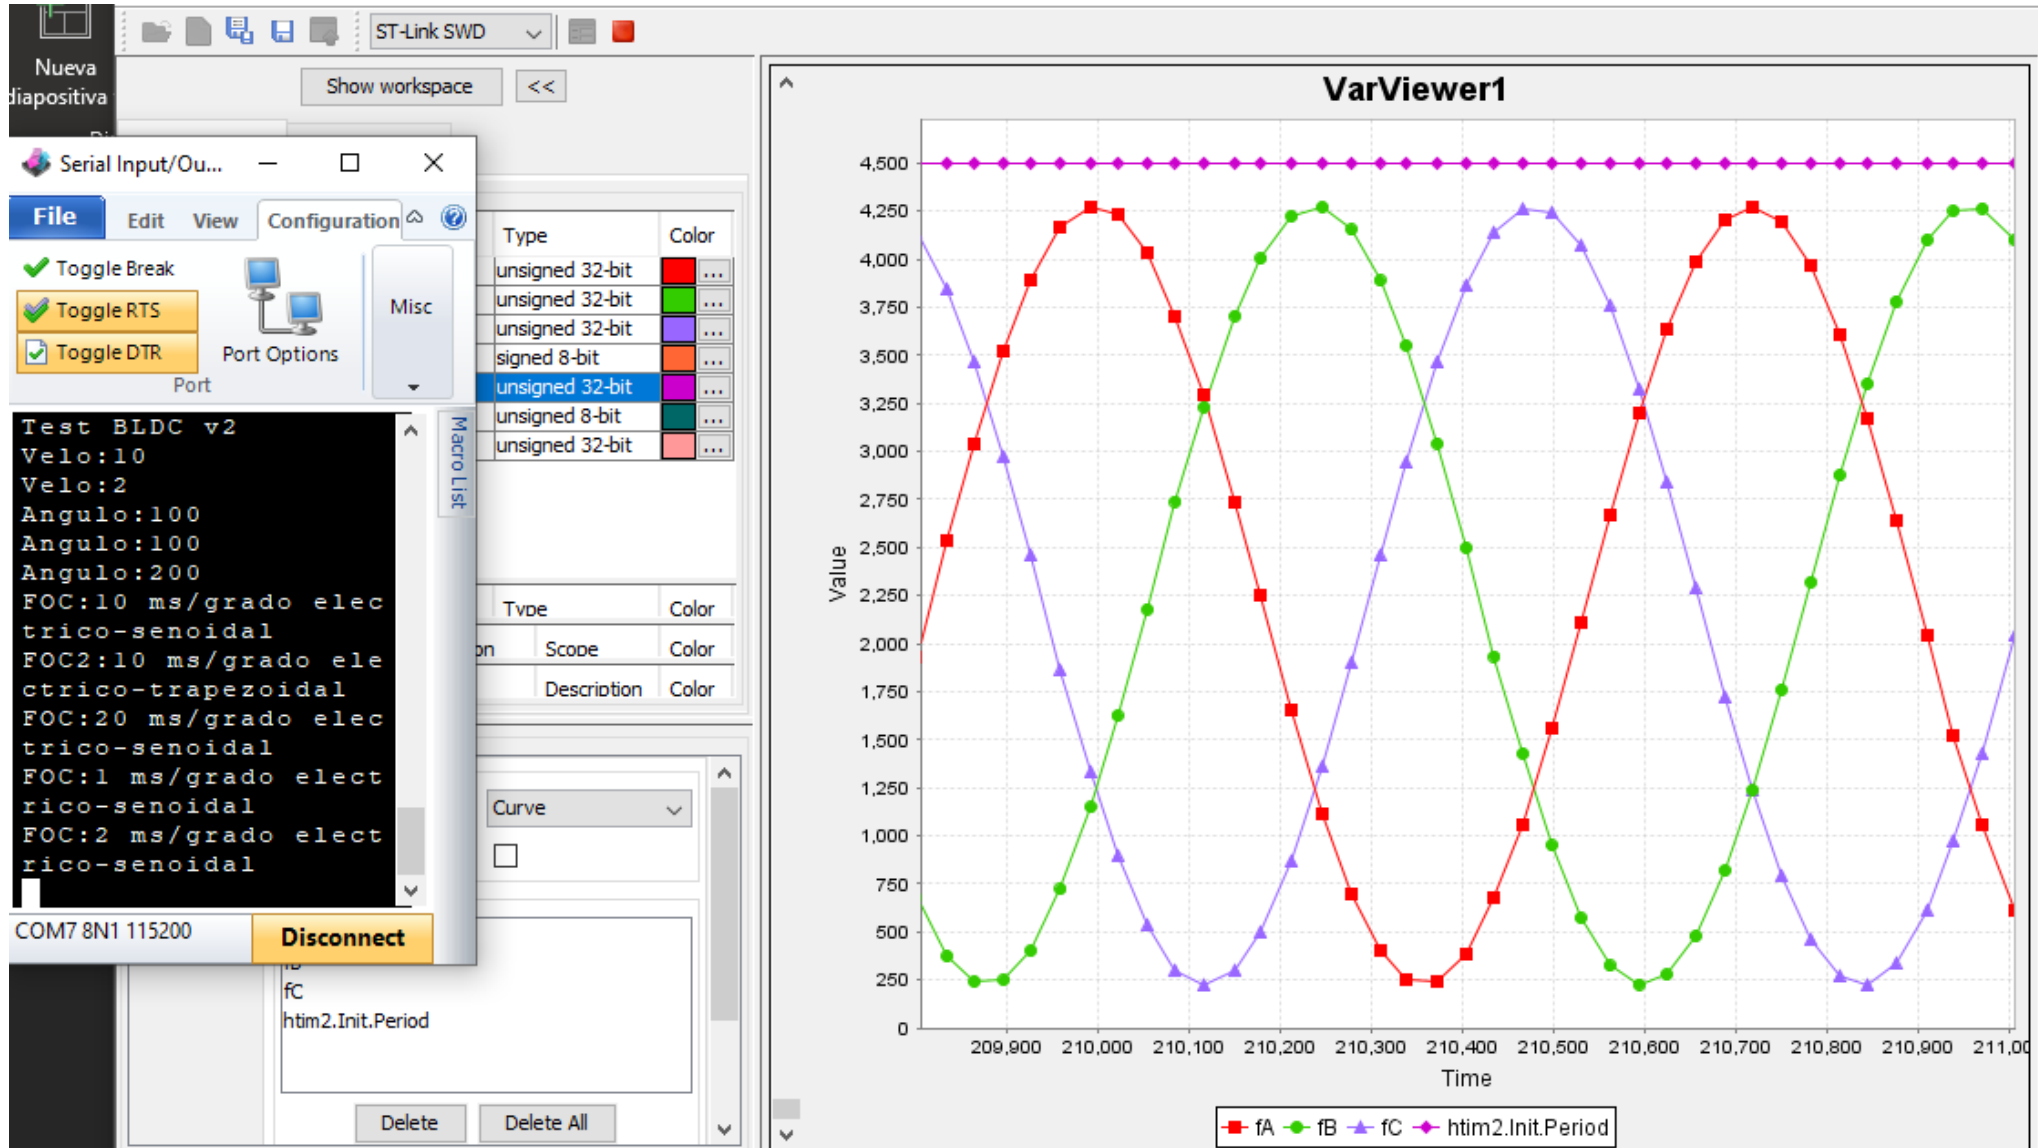 Nueva
diapositiva
ST-Link SWD
Show workspace
<<
Serial Input/Ou...
File
Edit
View
Configuration
Toggle Break
Toggle RTS
Toggle DTR
Port Options
Port
Misc
Macro List
Test BLDC v2
Velo:10
Velo:2
Angulo:100
Angulo:100
Angulo:200
FOC:10 ms/grado elec
trico-senoidal
FOC2:10 ms/grado ele
ctrico-trapezoidal
FOC:20 ms/grado elec
trico-senoidal
FOC:1 ms/grado elect
rico-senoidal
FOC:2 ms/grado elect
rico-senoidal
COM7 8N1 115200
Disconnect
Type Color
unsigned 32-bit ...
unsigned 32-bit ...
unsigned 32-bit ...
signed 8-bit ...
unsigned 32-bit ...
unsigned 8-bit ...
unsigned 32-bit ...
Type Color
on Scope Color
Description Color
Curve
fC
htim2.Init.Period
Delete
Delete All
VarViewer1
4,500
4,250
4,000
3,750
3,500
3,250
3,000
2,750
2,500
2,250
2,000
1,750
1,500
1,250
1,000
750
500
250
0
Value
209,900 210,000 210,100 210,200 210,300 210,400 210,500 210,600 210,700 210,800 210,900 211,00
Time
fA fB fC htim2.Init.Period